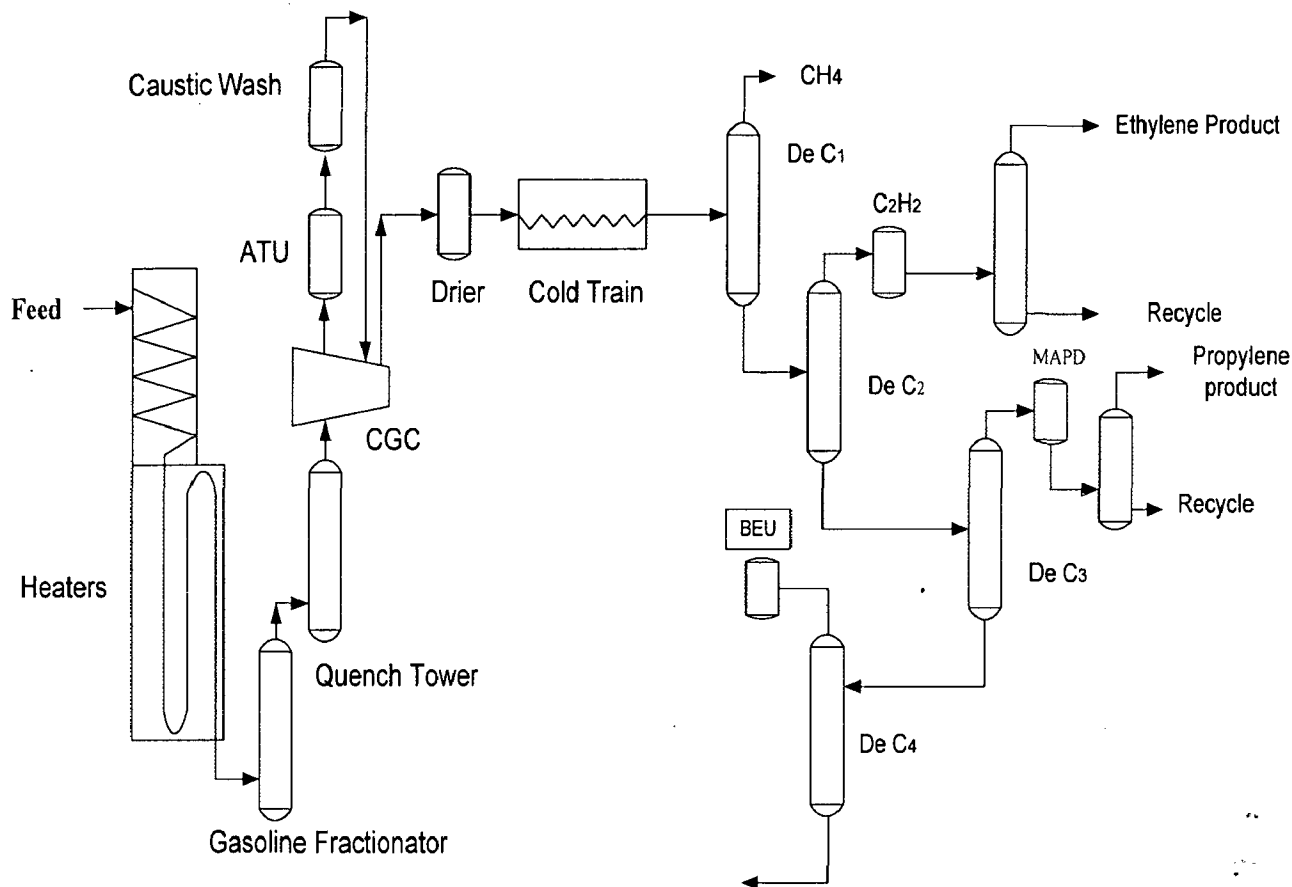 CH4
Caustic Wash
Ethylene Product
De C1
C2H2
ATU
Drier
Cold Train
Feed
Recycle
MAPD
Propylene
product
De C2
CGC
Recycle
BEU
De C3
Heaters
Quench Tower
De C4
Gasoline Fractionator